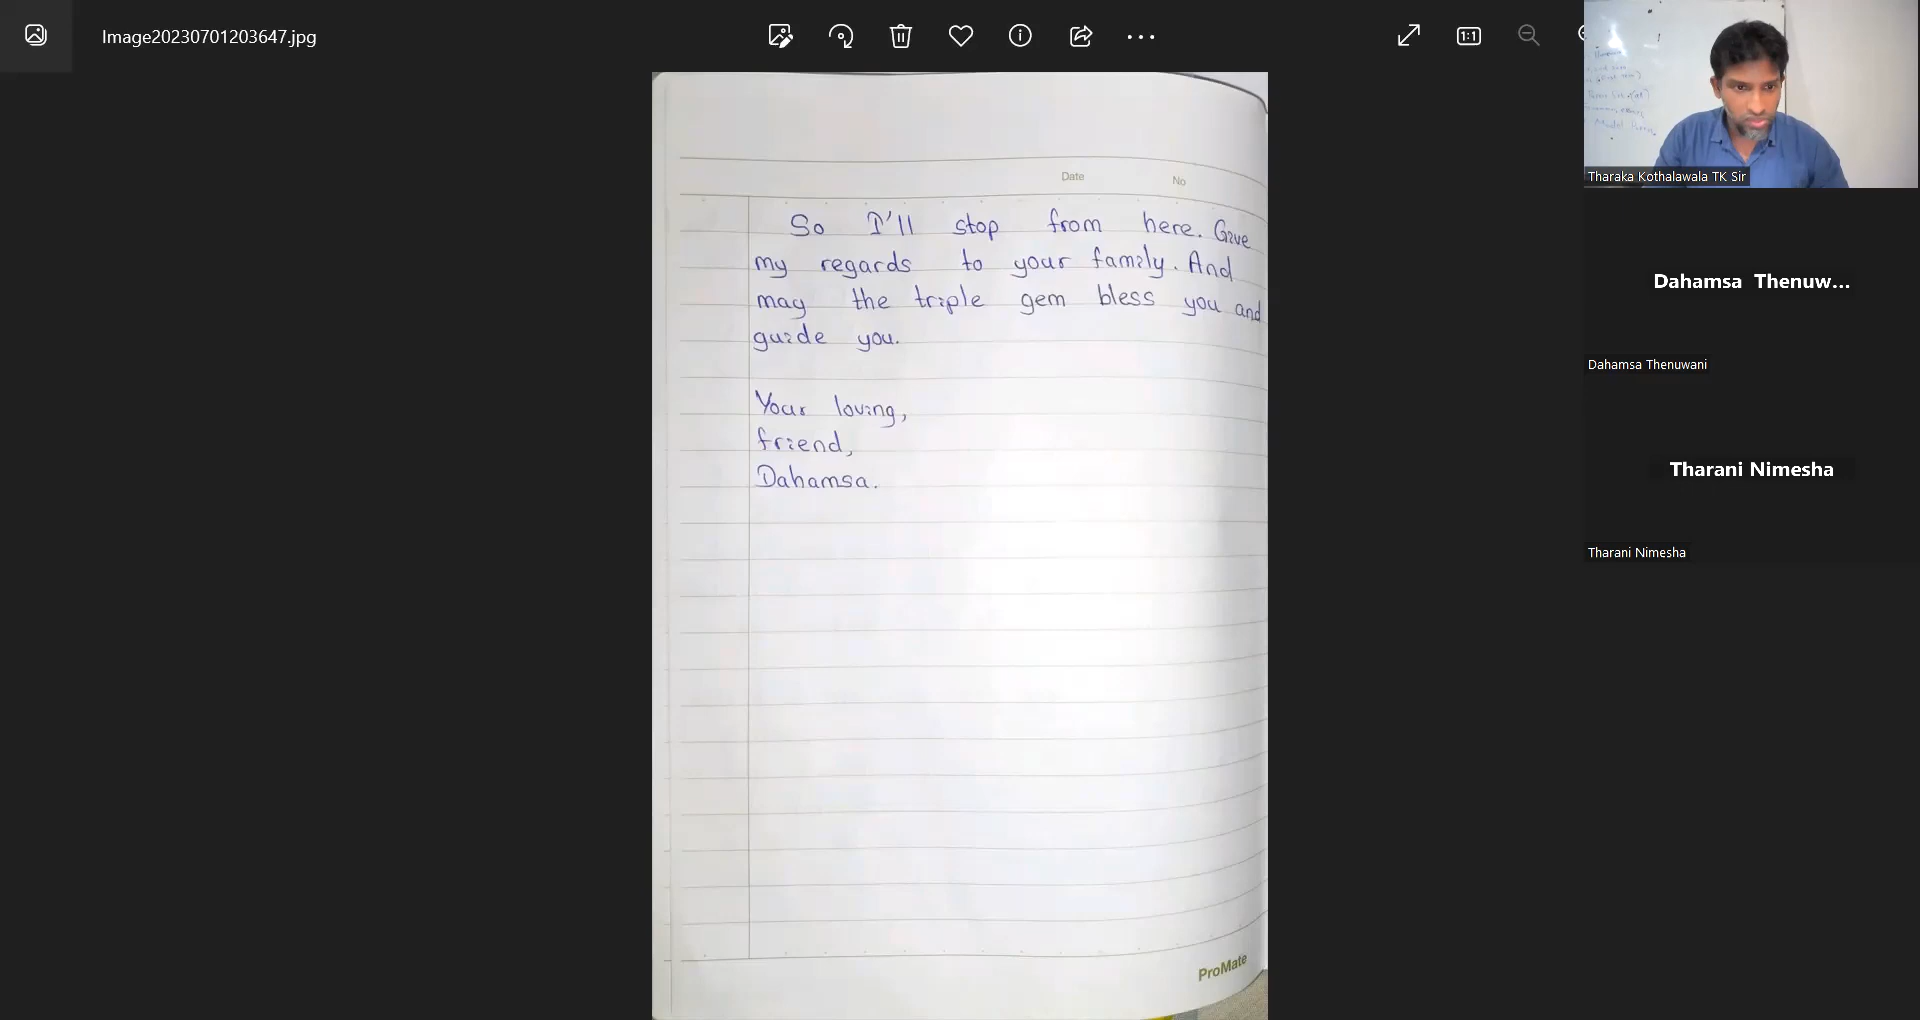 Image20230701203647.jpg
1:1
Date No
So I'll stop from here. Give
my regards to your family. And
may the triple gem bless you and
guide you.
Your loving,
friend,
Dahamsa.
ProMate
Tharaka Kothalawala TK Sir
Dahamsa Thenuw...
Dahamsa Thenuwani
Tharani Nimesha
Tharani Nimesha